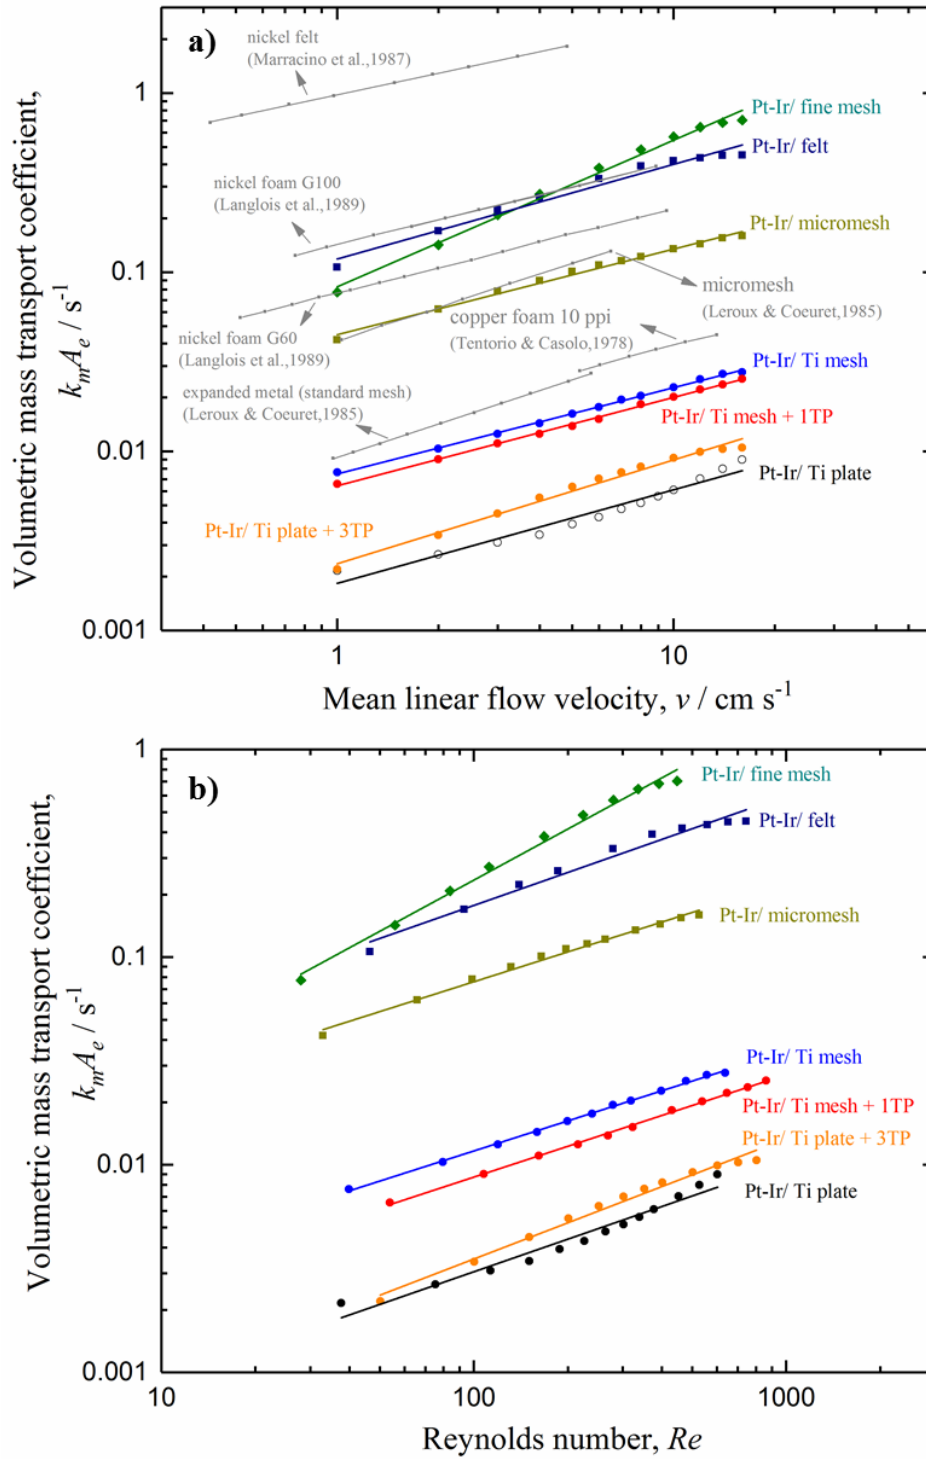 a)
nickel felt
(Marracino et al.,1987)
Pt-Ir/ fine mesh
Pt-Ir/ felt
nickel foam G100
(Langlois et al.,1989)
Pt-Ir/ micromesh
micromesh
(Leroux & Coeuret,1985)
copper foam 10 ppi
(Tentorio & Casolo,1978)
nickel foam G60
(Langlois et al.,1989)
expanded metal (standard mesh)
(Leroux & Coeuret,1985)
Pt-Ir/ Ti mesh
Pt-Ir/ Ti mesh + 1TP
Pt-Ir/ Ti plate
Pt-Ir/ Ti plate + 3TP
1
0.1
0.01
0.001
Volumetric mass transport coefficient,
kₘAₑ / s⁻¹
1 10
Mean linear flow velocity, v / cm s⁻¹
b)
Pt-Ir/ fine mesh
Pt-Ir/ felt
Pt-Ir/ micromesh
Pt-Ir/ Ti mesh
Pt-Ir/ Ti mesh + 1TP
Pt-Ir/ Ti plate + 3TP
Pt-Ir/ Ti plate
1
0.1
0.01
0.001
Volumetric mass transport coefficient,
kₘAₑ / s⁻¹
10 100 1000
Reynolds number, Re